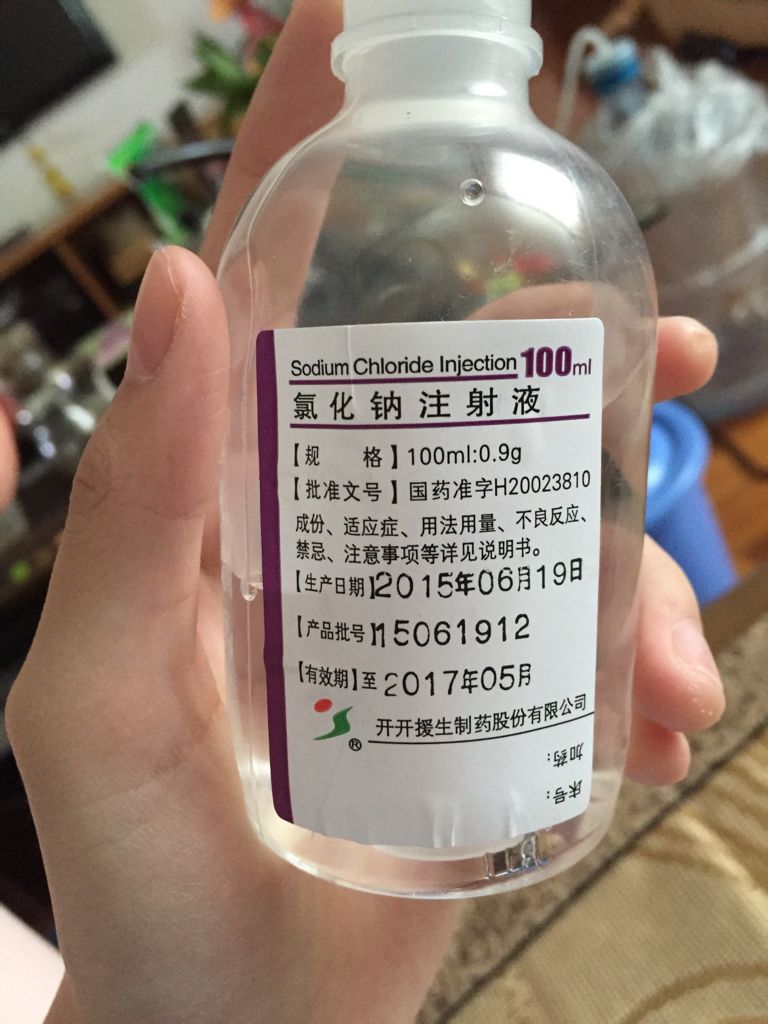 Sodium Chloride Injection 100ml
氯化钠注射液
【规 格】100ml:0.9g
【批准文号】国药准字H20023810
成份、适应症、用法用量、不良反应、
禁忌、注意事项等详见说明书。
【生产日期】2015年06月19日
【产品批号】15061912
【有效期】至2017年05月
®
开开援生制药股份有限公司
加药:
床号: